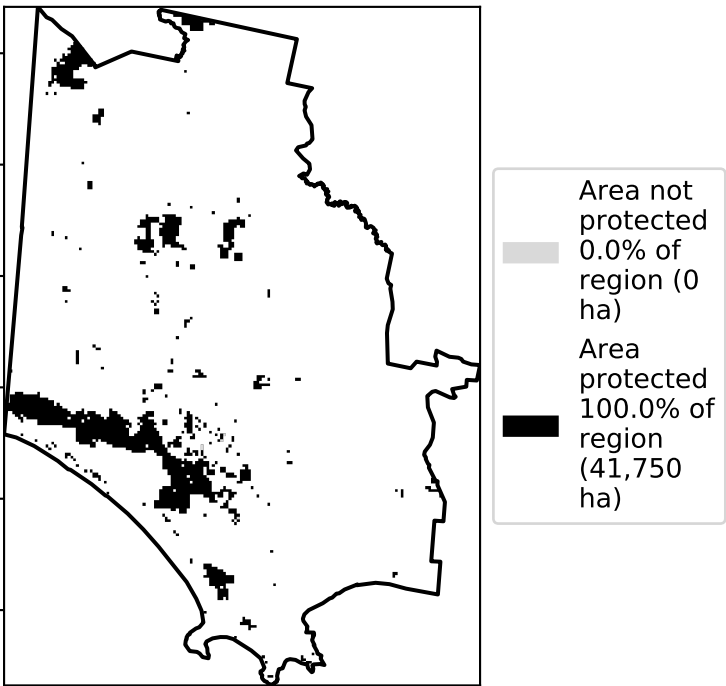 Area not
protected
0.0% of
region (0
ha)
Area
protected
100.0% of
region
(41,750
ha)